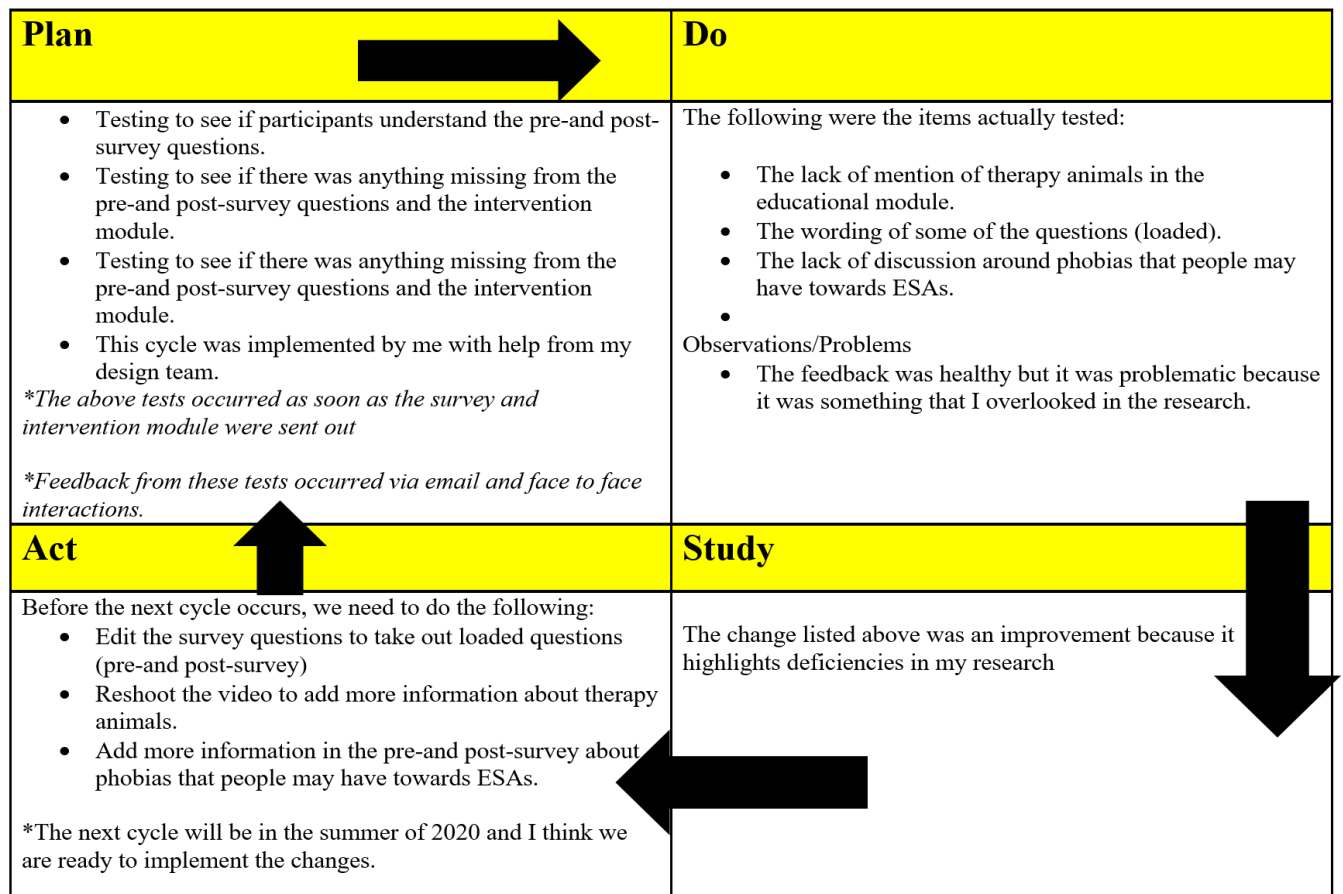 Plan
• Testing to see if participants understand the pre-and post-
survey questions.
• Testing to see if there was anything missing from the
pre-and post-survey questions and the intervention
module.
• Testing to see if there was anything missing from the
pre-and post-survey questions and the intervention
module.
• This cycle was implemented by me with help from my
design team.
*The above tests occurred as soon as the survey and
intervention module were sent out
*Feedback from these tests occurred via email and face to face
interactions.
Do
The following were the items actually tested:
• The lack of mention of therapy animals in the
educational module.
• The wording of some of the questions (loaded).
• The lack of discussion around phobias that people may
have towards ESAs.
•
Observations/Problems
• The feedback was healthy but it was problematic because
it was something that I overlooked in the research.
Act
Before the next cycle occurs, we need to do the following:
• Edit the survey questions to take out loaded questions
(pre-and post-survey)
• Reshoot the video to add more information about therapy
animals.
• Add more information in the pre-and post-survey about
phobias that people may have towards ESAs.
*The next cycle will be in the summer of 2020 and I think we
are ready to implement the changes.
Study
The change listed above was an improvement because it
highlights deficiencies in my research